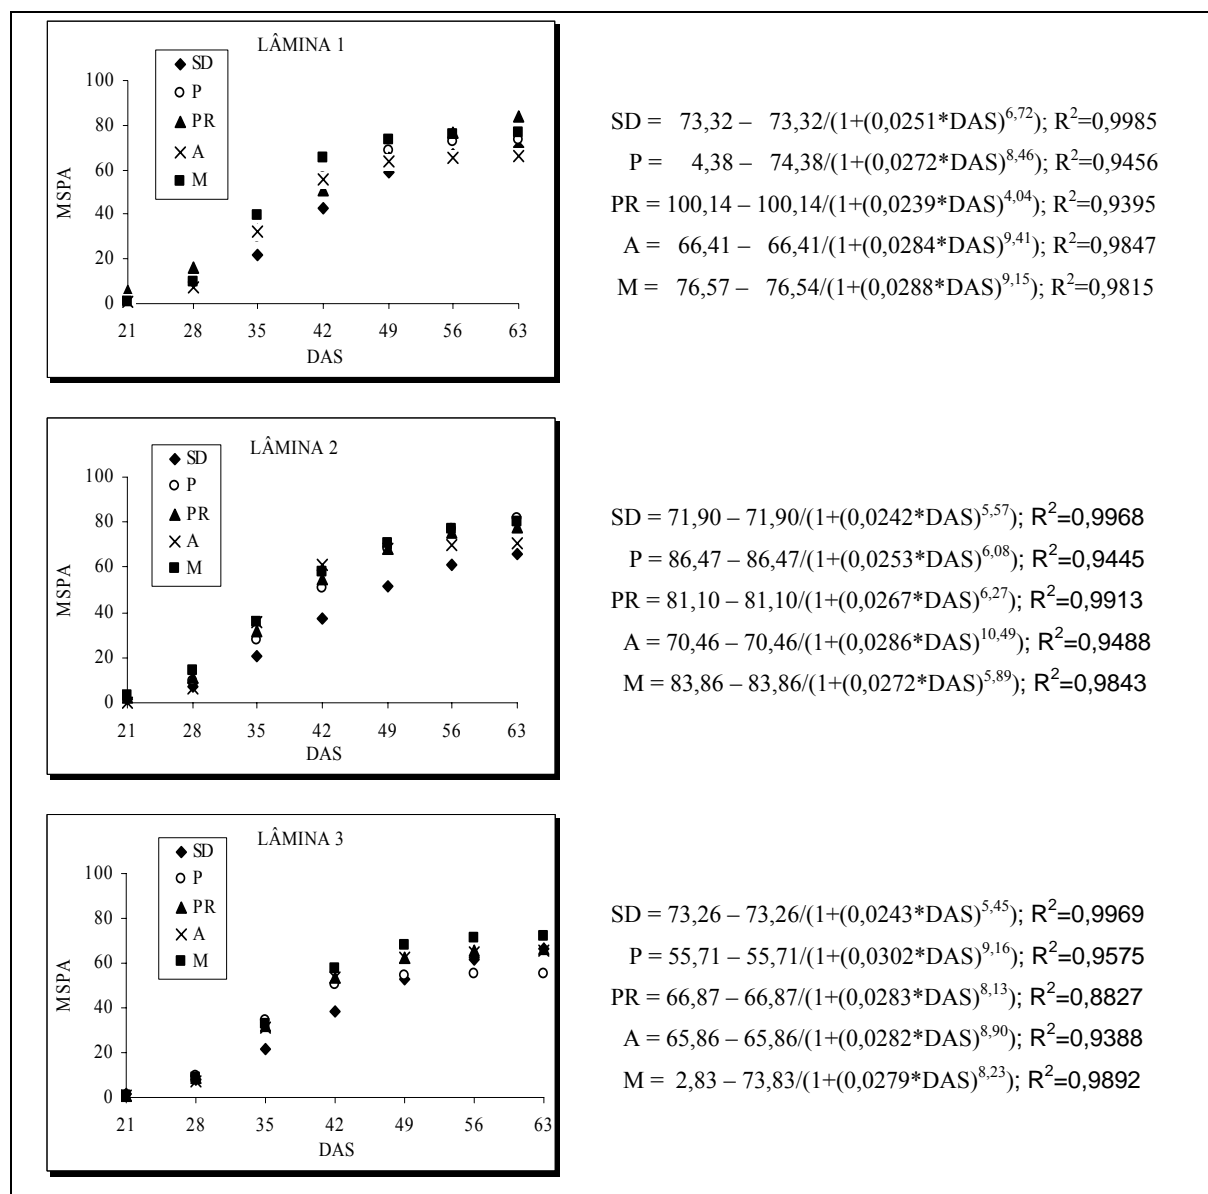 LÂMINA 1
SD
P
PR
A
M
MSPA
100
80
60
40
20
0
21 28 35 42 49 56 63
DAS
SD = 73,32 – 73,32/(1+(0,0251*DAS)^6,72); R²=0,9985
P = 4,38 – 74,38/(1+(0,0272*DAS)^8,46); R²=0,9456
PR = 100,14 – 100,14/(1+(0,0239*DAS)^4,04); R²=0,9395
A = 66,41 – 66,41/(1+(0,0284*DAS)^9,41); R²=0,9847
M = 76,57 – 76,54/(1+(0,0288*DAS)^9,15); R²=0,9815
LÂMINA 2
SD
P
PR
A
M
MSPA
100
80
60
40
20
0
21 28 35 42 49 56 63
DAS
SD = 71,90 – 71,90/(1+(0,0242*DAS)^5,57); R²=0,9968
P = 86,47 – 86,47/(1+(0,0253*DAS)^6,08); R²=0,9445
PR = 81,10 – 81,10/(1+(0,0267*DAS)^6,27); R²=0,9913
A = 70,46 – 70,46/(1+(0,0286*DAS)^10,49); R²=0,9488
M = 83,86 – 83,86/(1+(0,0272*DAS)^5,89); R²=0,9843
LÂMINA 3
SD
P
PR
A
M
MSPA
100
80
60
40
20
0
21 28 35 42 49 56 63
DAS
SD = 73,26 – 73,26/(1+(0,0243*DAS)^5,45); R²=0,9969
P = 55,71 – 55,71/(1+(0,0302*DAS)^9,16); R²=0,9575
PR = 66,87 – 66,87/(1+(0,0283*DAS)^8,13); R²=0,8827
A = 65,86 – 65,86/(1+(0,0282*DAS)^8,90); R²=0,9388
M = 2,83 – 73,83/(1+(0,0279*DAS)^8,23); R²=0,9892